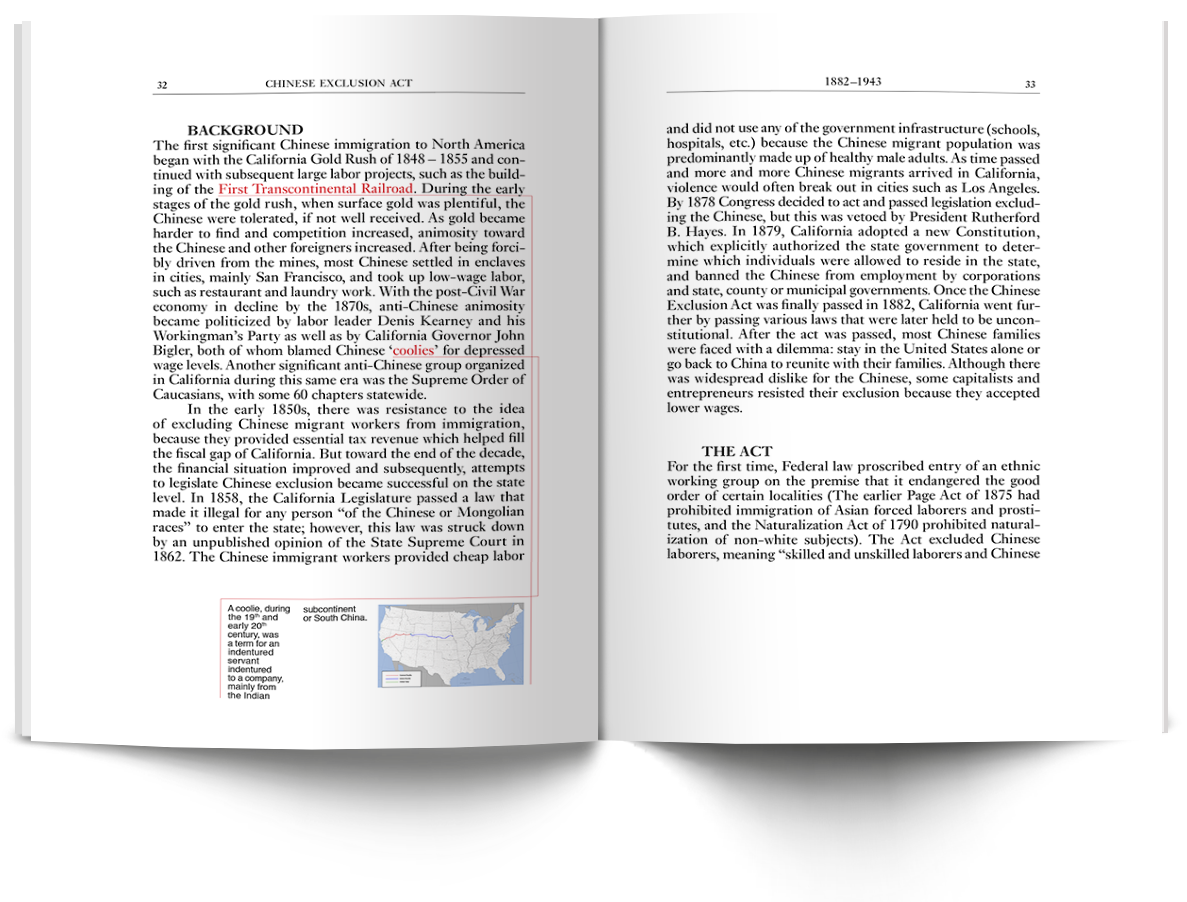 32 CHINESE EXCLUSION ACT
BACKGROUND
The first significant Chinese immigration to North America
began with the California Gold Rush of 1848 – 1855 and con-
tinued with subsequent large labor projects, such as the build-
ing of the First Transcontinental Railroad. During the early
stages of the gold rush, when surface gold was plentiful, the
Chinese were tolerated, if not well received. As gold became
harder to find and competition increased, animosity toward
the Chinese and other foreigners increased. After being forci-
bly driven from the mines, most Chinese settled in enclaves
in cities, mainly San Francisco, and took up low-wage labor,
such as restaurant and laundry work. With the post-Civil War
economy in decline by the 1870s, anti-Chinese animosity
became politicized by labor leader Denis Kearney and his
Workingman's Party as well as by California Governor John
Bigler, both of whom blamed Chinese ‘coolies’ for depressed
wage levels. Another significant anti-Chinese group organized
in California during this same era was the Supreme Order of
Caucasians, with some 60 chapters statewide.
In the early 1850s, there was resistance to the idea
of excluding Chinese migrant workers from immigration,
because they provided essential tax revenue which helped fill
the fiscal gap of California. But toward the end of the decade,
the financial situation improved and subsequently, attempts
to legislate Chinese exclusion became successful on the state
level. In 1858, the California Legislature passed a law that
made it illegal for any person “of the Chinese or Mongolian
races” to enter the state; however, this law was struck down
by an unpublished opinion of the State Supreme Court in
1862. The Chinese immigrant workers provided cheap labor
A coolie, during
the 19th and
early 20th
century, was
a term for an
indentured
servant
indentured
to a company,
mainly from
the Indian
subcontinent
or South China.
1882–1943 33
and did not use any of the government infrastructure (schools,
hospitals, etc.) because the Chinese migrant population was
predominantly made up of healthy male adults. As time passed
and more and more Chinese migrants arrived in California,
violence would often break out in cities such as Los Angeles.
By 1878 Congress decided to act and passed legislation exclud-
ing the Chinese, but this was vetoed by President Rutherford
B. Hayes. In 1879, California adopted a new Constitution,
which explicitly authorized the state government to deter-
mine which individuals were allowed to reside in the state,
and banned the Chinese from employment by corporations
and state, county or municipal governments. Once the Chinese
Exclusion Act was finally passed in 1882, California went fur-
ther by passing various laws that were later held to be uncon-
stitutional. After the act was passed, most Chinese families
were faced with a dilemma: stay in the United States alone or
go back to China to reunite with their families. Although there
was widespread dislike for the Chinese, some capitalists and
entrepreneurs resisted their exclusion because they accepted
lower wages.
THE ACT
For the first time, Federal law proscribed entry of an ethnic
working group on the premise that it endangered the good
order of certain localities (The earlier Page Act of 1875 had
prohibited immigration of Asian forced laborers and prosti-
tutes, and the Naturalization Act of 1790 prohibited natural-
ization of non-white subjects). The Act excluded Chinese
laborers, meaning “skilled and unskilled laborers and Chinese